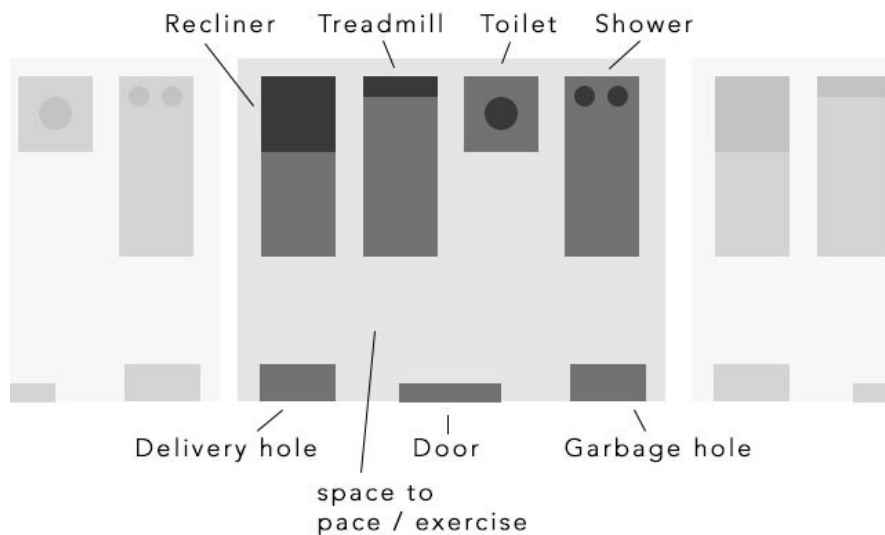 Recliner
Treadmill
Toilet
Shower
Delivery hole
Door
Garbage hole
space to
pace / exercise